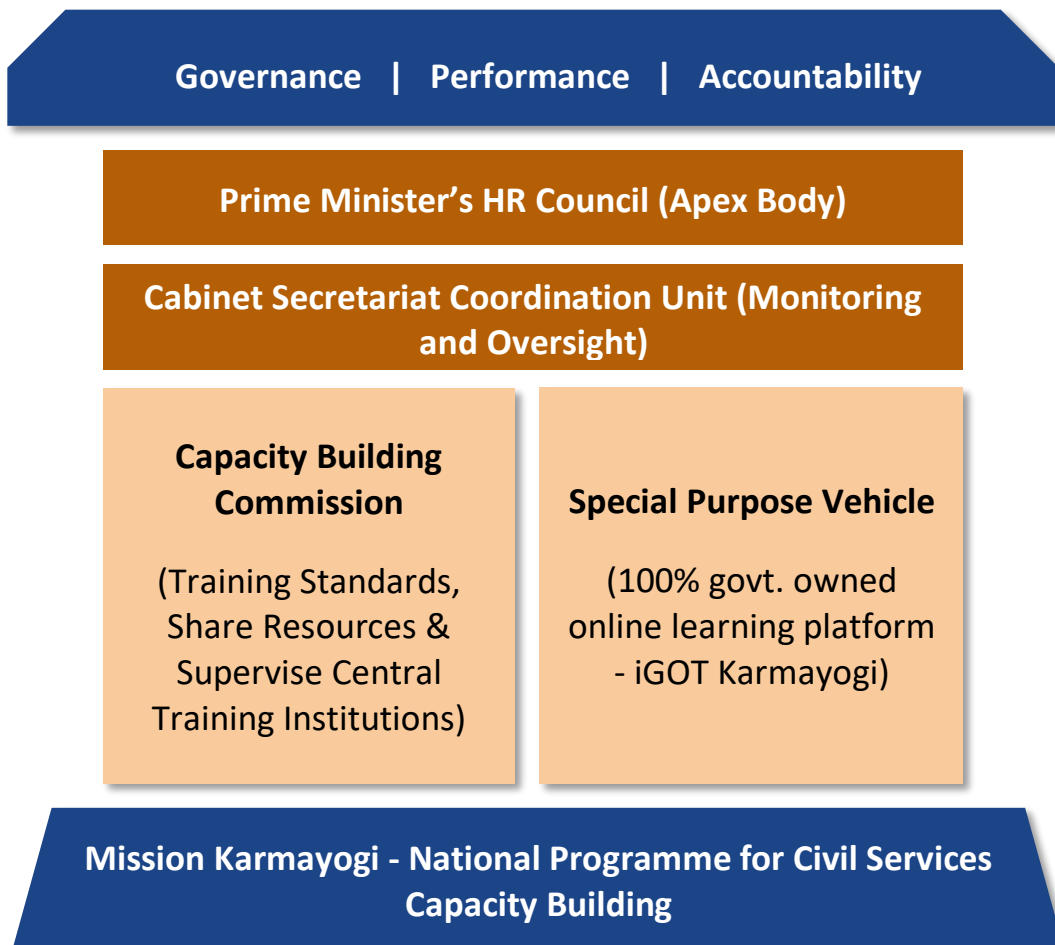 Governance | Performance | Accountability
Prime Minister’s HR Council (Apex Body)
Cabinet Secretariat Coordination Unit (Monitoring
and Oversight)
Capacity Building
Commission
(Training Standards,
Share Resources &
Supervise Central
Training Institutions)
Special Purpose Vehicle
(100% govt. owned
online learning platform
- iGOT Karmayogi)
Mission Karmayogi - National Programme for Civil Services
Capacity Building